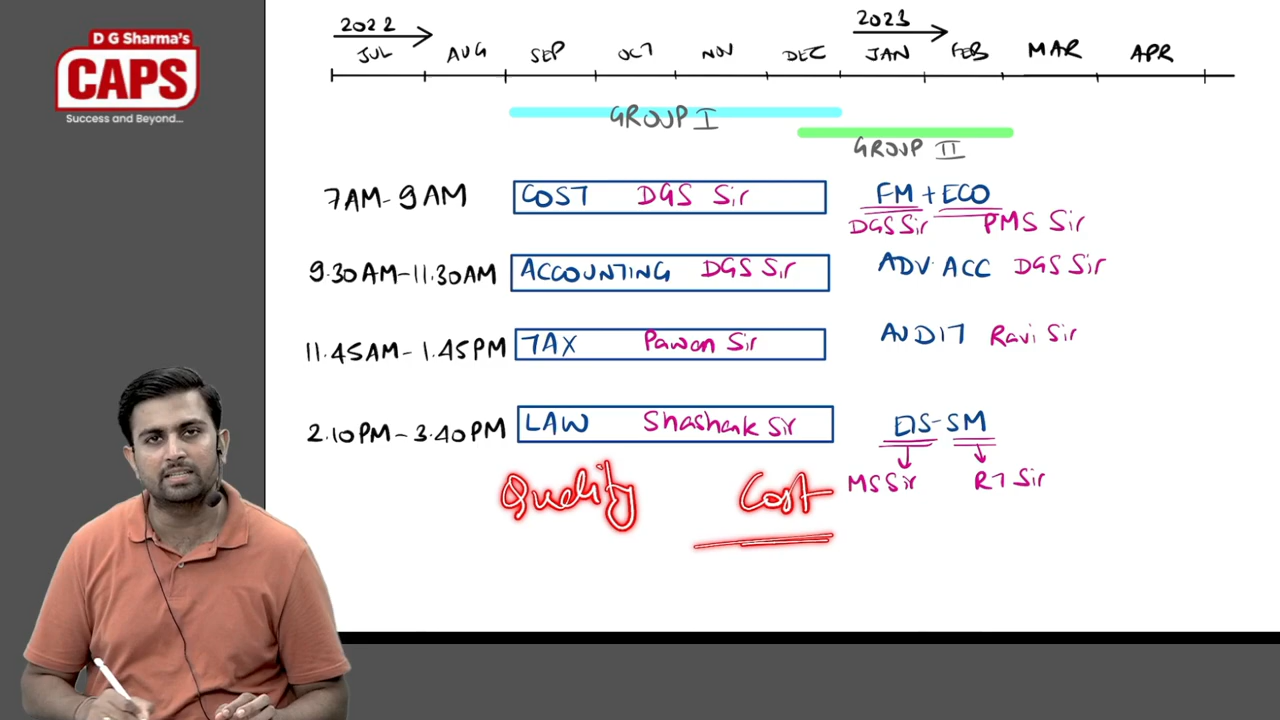 D G Sharma's
CAPS
Success and Beyond...
2022 2023
JUL AUG SEP OCT NOV DEC JAN FEB MAR APR
GROUP I
GROUP II
7AM-9AM COST DGS Sir FM + ECO
DGS Sir PMS Sir
9.30AM-11.30AM ACCOUNTING DGS Sir ADV. ACC DGS Sir
11.45AM-1.45PM TAX Pawan Sir AUDIT Ravi Sir
2.10PM-3.40PM LAW Shashank Sir EIS-SM
MS Sir RT Sir
Quality Cost